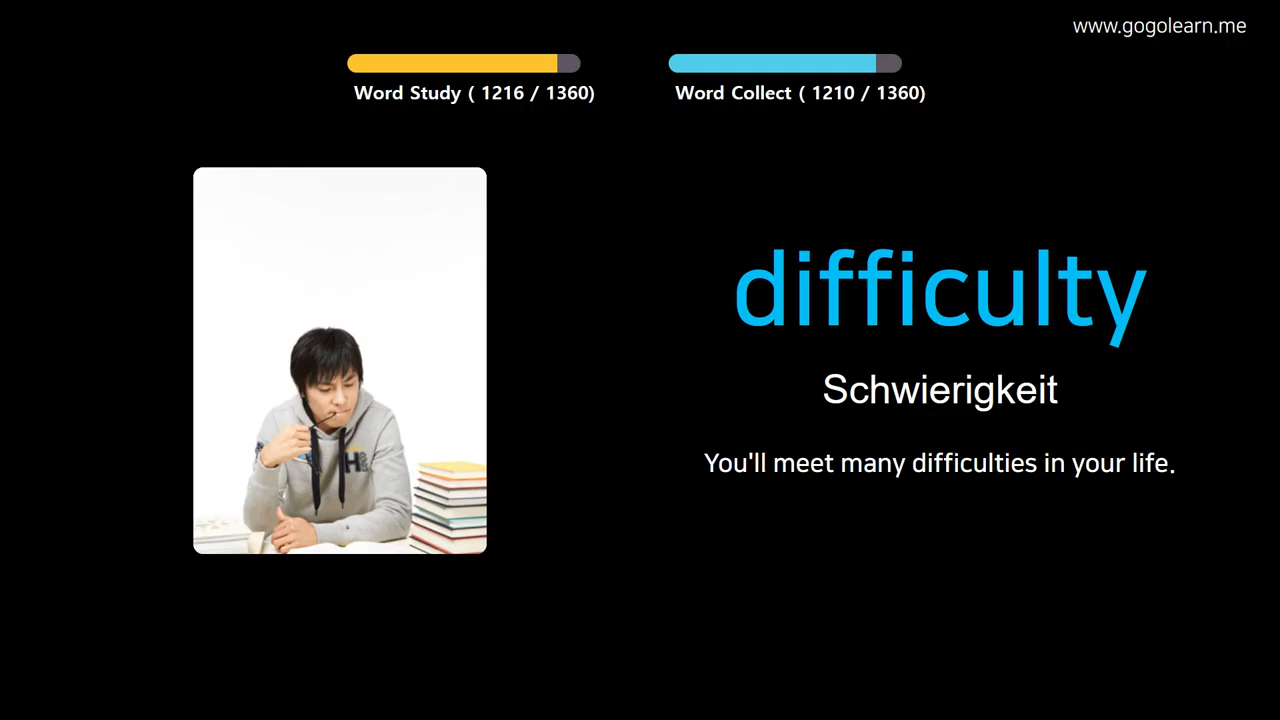 www.gogolearn.me
Word Study ( 1216 / 1360)
Word Collect ( 1210 / 1360)
difficulty
Schwierigkeit
You'll meet many difficulties in your life.
H